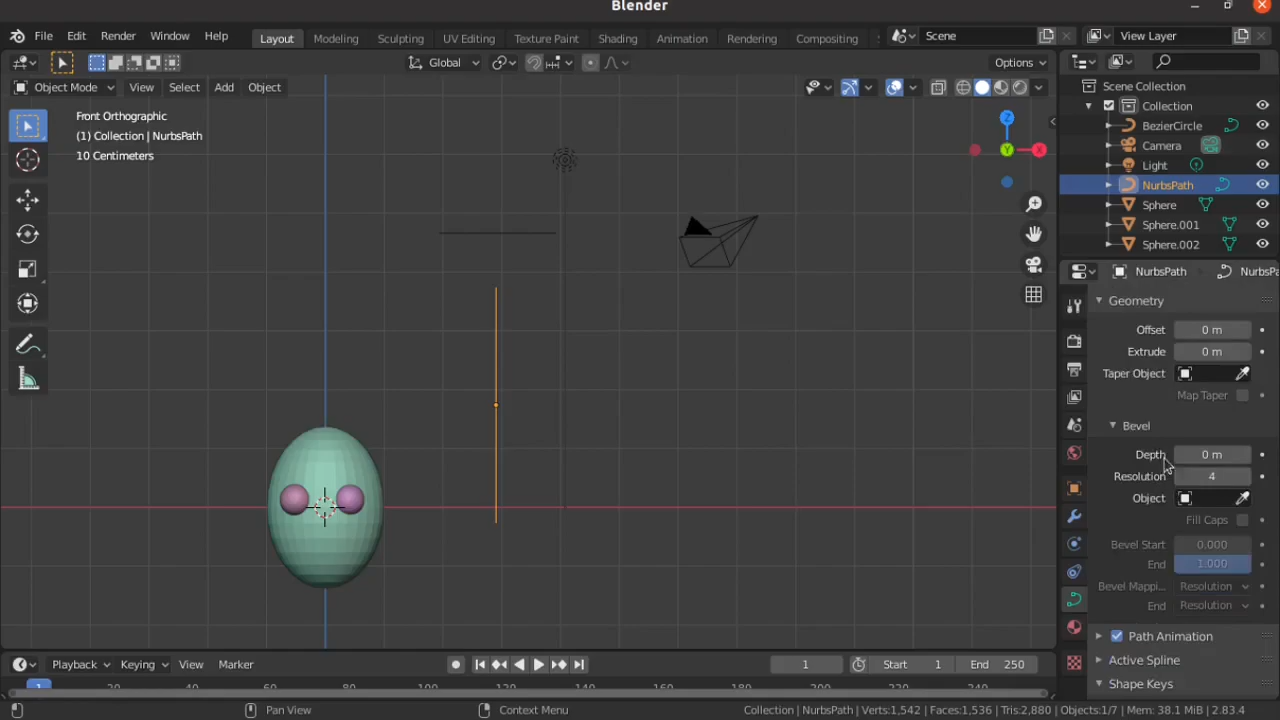 Blender
File Edit Render Window Help Layout Modeling Sculpting UV Editing Texture Paint Shading Animation Rendering Compositing Scene View Layer
Global Options
Object Mode View Select Add Object
Front Orthographic
(1) Collection | NurbsPath
10 Centimeters
Z
Y
X
Scene Collection
Collection
BezierCircle
Camera
Light
NurbsPath
Sphere
Sphere.001
Sphere.002
NurbsPath NurbsPa
Geometry
Offset 0 m
Extrude 0 m
Taper Object
Map Taper
Bevel
Depth 0 m
Resolution 4
Object
Fill Caps
Bevel Start 0.000
End 1.000
Bevel Mappi... Resolution
End Resolution
Path Animation
Active Spline
Shape Keys
Playback Keying View Marker 1 Start 1 End 250
1 20 40 60 80 100 120 140 160 180 200 220 240
Pan View Context Menu Collection | NurbsPath | Verts:1,542 | Faces:1,536 | Tris:2,880 | Objects:1/7 | Mem: 38.1 MiB | 2.83.4